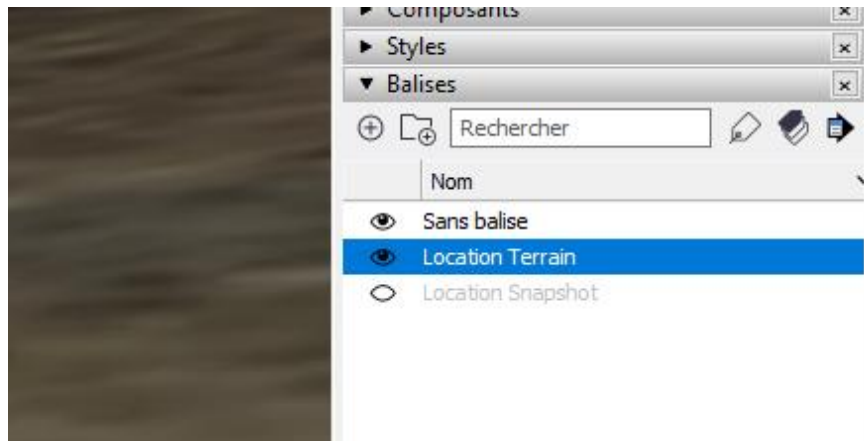 Composants
Styles
Balises
Rechercher
Nom
Sans balise
Location Terrain
Location Snapshot